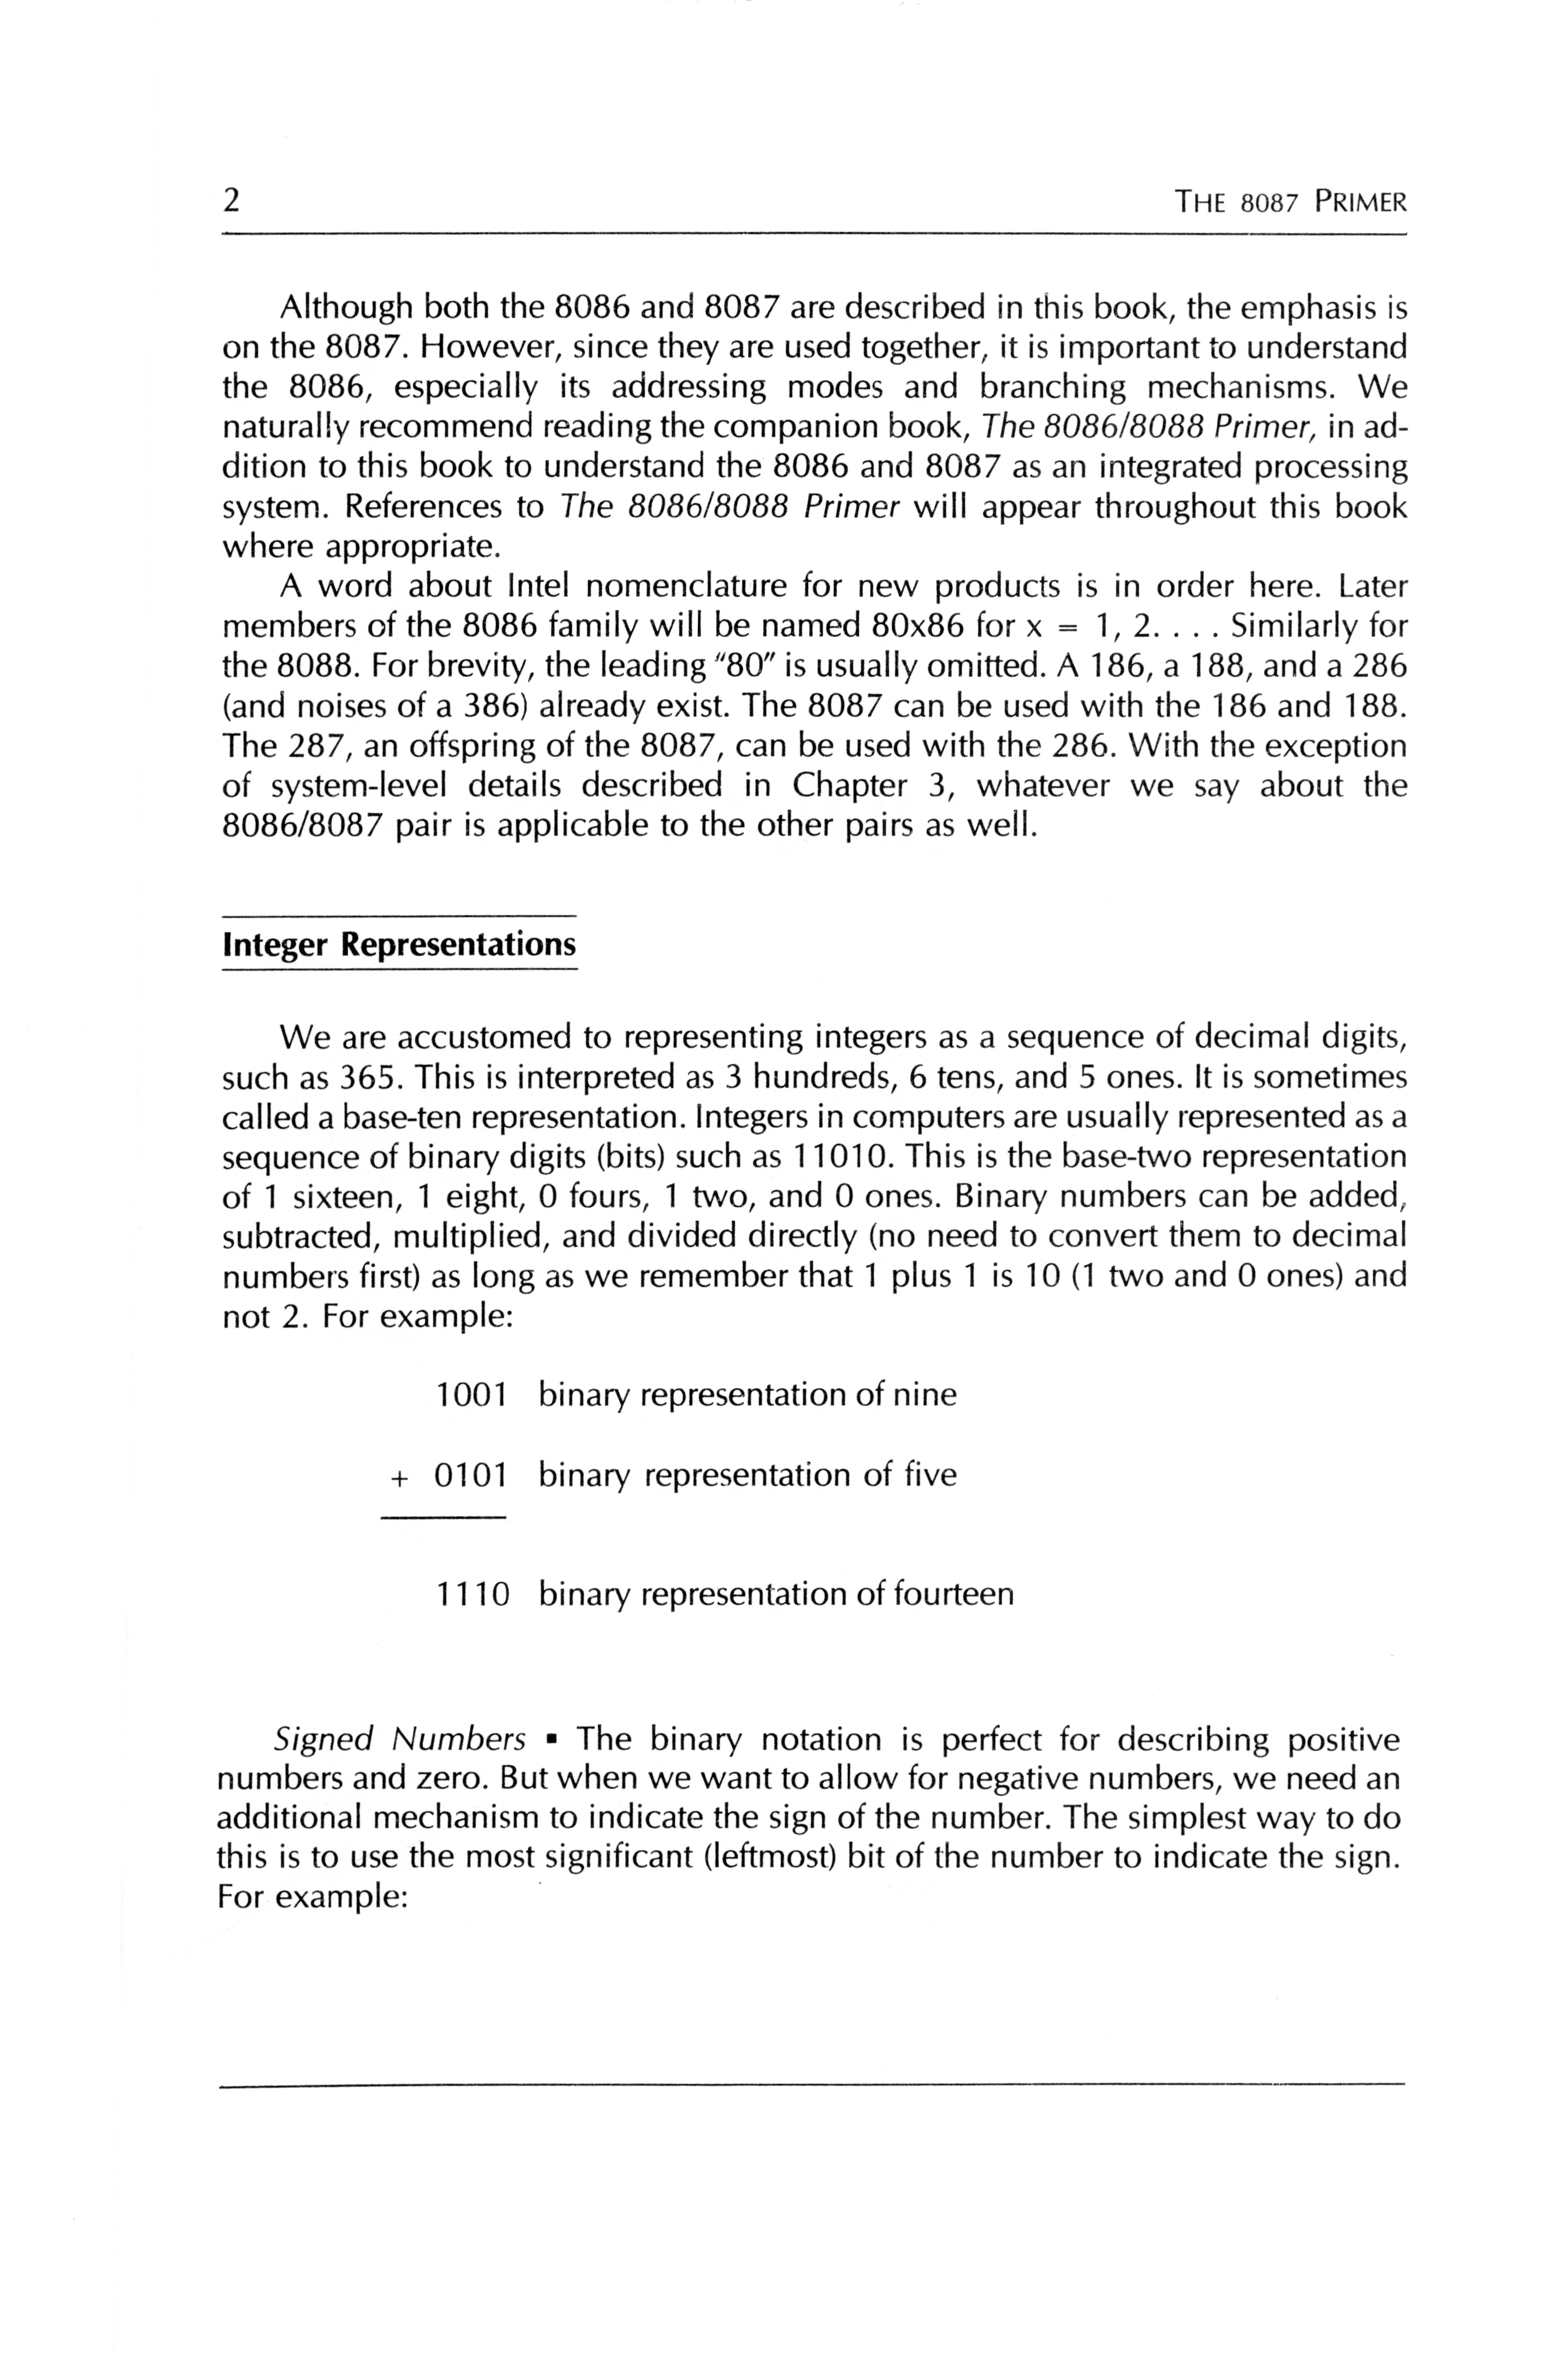 2 THE 8087 PRIMER
Although both the 8086 and 8087 are described in this book, the emphasis is
on the 8087. However, since they are used together, it is important to understand
the 8086, especially its addressing modes and branching mechanisms. We
naturally recommend reading the companion book, The 8086/8088 Primer, in ad-
dition to this book to understand the 8086 and 8087 as an integrated processing
system. References to The 8086/8088 Primer will appear throughout this book
where appropriate.
A word about Intel nomenclature for new products is in order here. Later
members of the 8086 family will be named 80x86 for x = 1, 2. . . . Similarly for
the 8088. For brevity, the leading "80" is usually omitted. A 186, a 188, and a 286
(and noises of a 386) already exist. The 8087 can be used with the 186 and 188.
The 287, an offspring of the 8087, can be used with the 286. With the exception
of system-level details described in Chapter 3, whatever we say about the
8086/8087 pair is applicable to the other pairs as well.
Integer Representations
We are accustomed to representing integers as a sequence of decimal digits,
such as 365. This is interpreted as 3 hundreds, 6 tens, and 5 ones. It is sometimes
called a base-ten representation. Integers in computers are usually represented as a
sequence of binary digits (bits) such as 11010. This is the base-two representation
of 1 sixteen, 1 eight, 0 fours, 1 two, and 0 ones. Binary numbers can be added,
subtracted, multiplied, and divided directly (no need to convert them to decimal
numbers first) as long as we remember that 1 plus 1 is 10 (1 two and 0 ones) and
not 2. For example:
1001 binary representation of nine
+ 0101 binary representation of five
1110 binary representation of fourteen
Signed Numbers ▪ The binary notation is perfect for describing positive
numbers and zero. But when we want to allow for negative numbers, we need an
additional mechanism to indicate the sign of the number. The simplest way to do
this is to use the most significant (leftmost) bit of the number to indicate the sign.
For example: